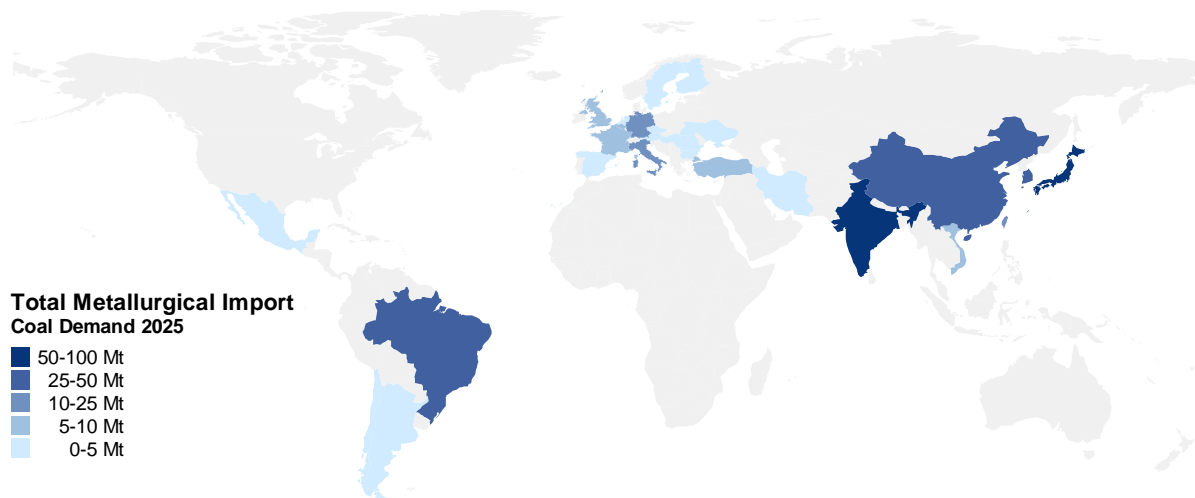 Total Metallurgical Import
Coal Demand 2025
50-100 Mt
25-50 Mt
10-25 Mt
5-10 Mt
0-5 Mt